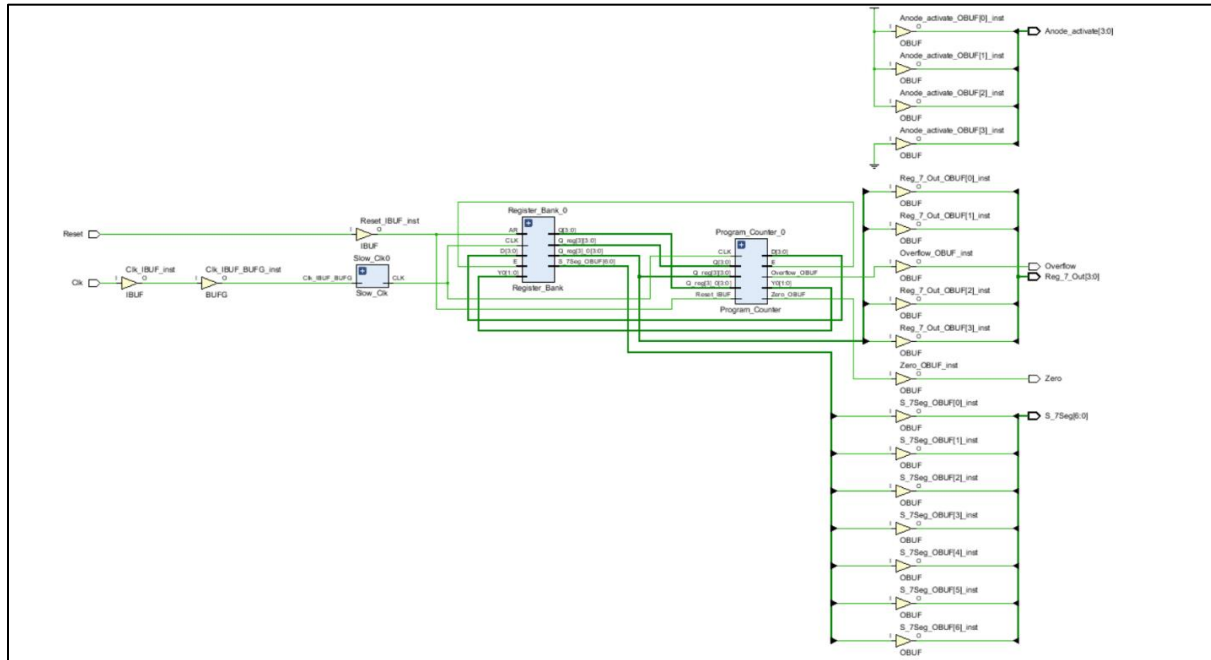 I
Anode_activate_OBUF[0]_inst
O
OBUF
Anode_activate[3:0]
I
Anode_activate_OBUF[1]_inst
O
OBUF
I
Anode_activate_OBUF[2]_inst
O
OBUF
I
Anode_activate_OBUF[3]_inst
O
OBUF
Reset
I
Reset_IBUF_inst
O
IBUF
Clk
I
Clk_IBUF_inst
O
IBUF
I
Clk_IBUF_BUFG_inst
O
BUFG
Slow_Clk0
Clk_IBUF_BUFG
CLK
Slow_Clk
Register_Bank_0
AR
CLK
D[3:0]
E
Y0[1:0]
Q[3:0]
Q_reg[3][3:0]
Q_reg[3]_0[3:0]
S_7Seg_OBUF[6:0]
Register_Bank
Program_Counter_0
CLK
Q[3:0]
Q_reg[3][3:0]
Q_reg[3]_0[3:0]
Reset_IBUF
D[3:0]
E
Overflow_OBUF
Y0[1:0]
Zero_OBUF
Program_Counter
I
Reg_7_Out_OBUF[0]_inst
O
OBUF
I
Reg_7_Out_OBUF[1]_inst
O
OBUF
I
Overflow_OBUF_inst
O
OBUF
Overflow
Reg_7_Out[3:0]
I
Reg_7_Out_OBUF[2]_inst
O
OBUF
I
Reg_7_Out_OBUF[3]_inst
O
OBUF
I
Zero_OBUF_inst
O
OBUF
Zero
I
S_7Seg_OBUF[0]_inst
O
OBUF
S_7Seg[6:0]
I
S_7Seg_OBUF[1]_inst
O
OBUF
I
S_7Seg_OBUF[2]_inst
O
OBUF
I
S_7Seg_OBUF[3]_inst
O
OBUF
I
S_7Seg_OBUF[4]_inst
O
OBUF
I
S_7Seg_OBUF[5]_inst
O
OBUF
I
S_7Seg_OBUF[6]_inst
O
OBUF